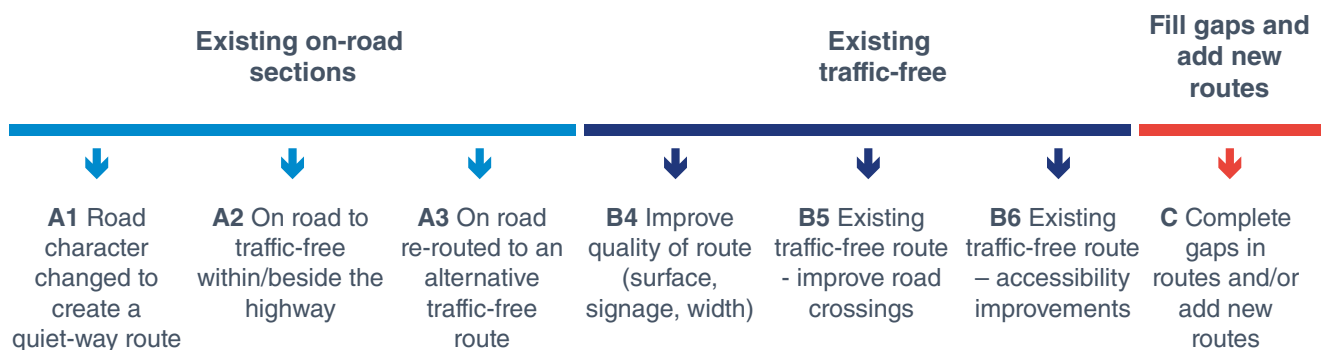 Existing on-road
sections
Existing
traffic-free
Fill gaps and
add new
routes
A1 Road
character
changed to
create a
quiet-way route
A2 On road to
traffic-free
within/beside the
highway
A3 On road
re-routed to an
alternative
traffic-free
route
B4 Improve
quality of route
(surface,
signage, width)
B5 Existing
traffic-free route
- improve road
crossings
B6 Existing
traffic-free route
– accessibility
improvements
C Complete
gaps in
routes and/or
add new
routes